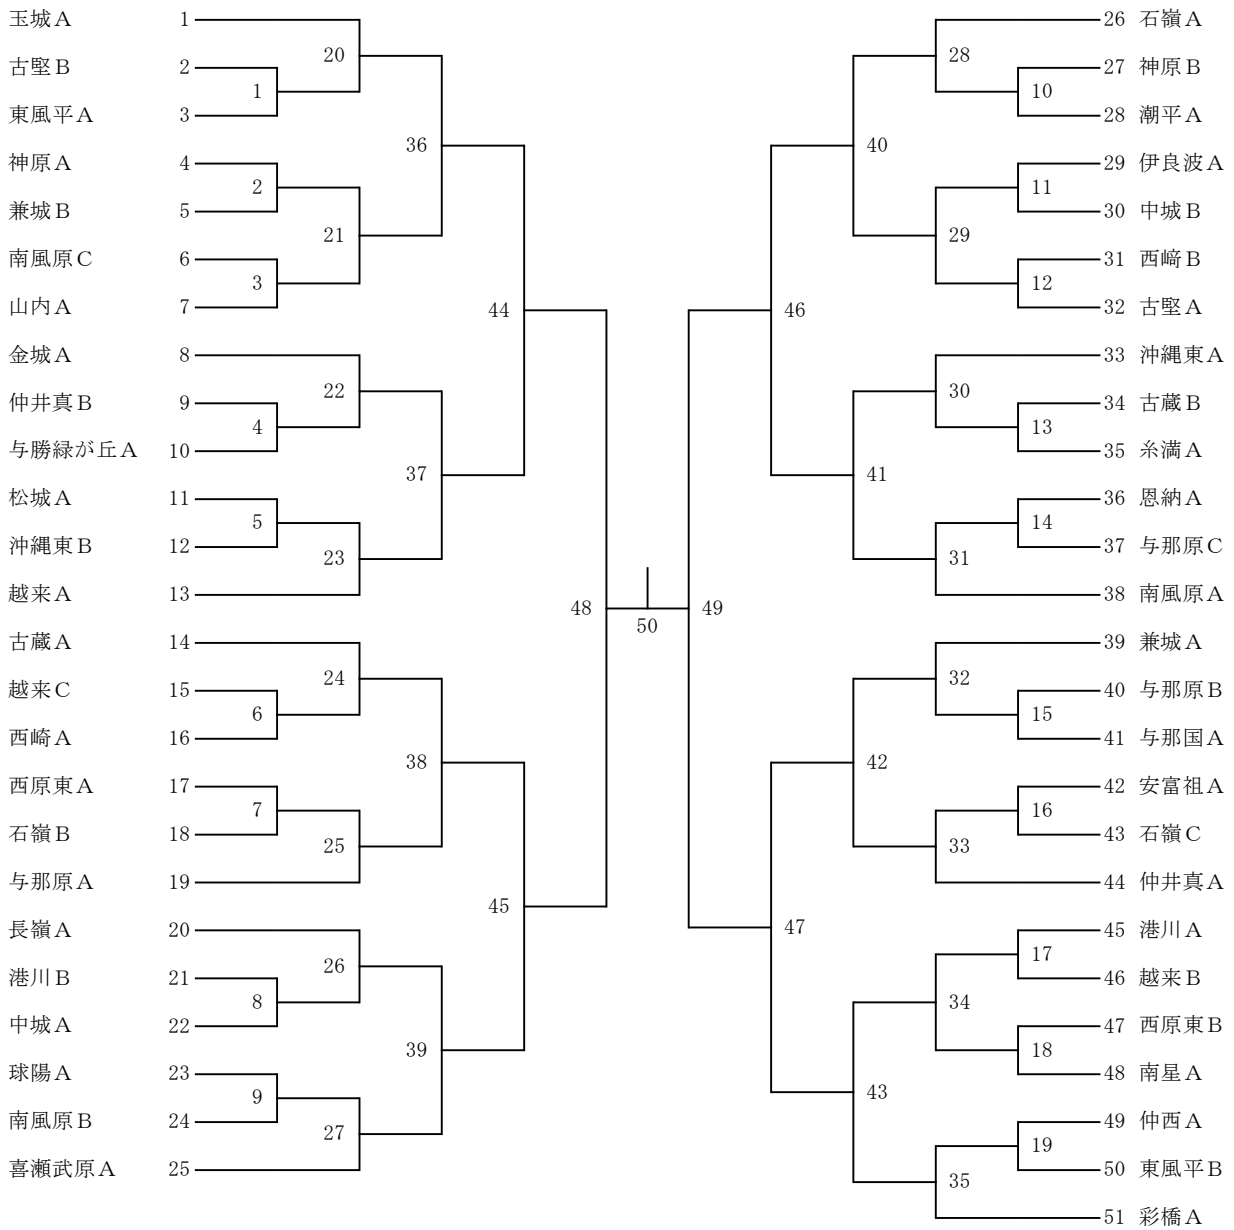 玉城A 1
古堅B 2
東風平A 3
神原A 4
兼城B 5
南風原C 6
山内A 7
金城A 8
仲井真B 9
与勝緑が丘A 10
松城A 11
沖縄東B 12
越来A 13
古蔵A 14
越来C 15
西崎A 16
西原東A 17
石嶺B 18
与那原A 19
長嶺A 20
港川B 21
中城A 22
球陽A 23
南風原B 24
喜瀬武原A 25
1
2
3
4
5
6
7
8
9
20
21
22
23
24
25
26
27
36
37
38
39
44
45
48
50
49
46
47
40
41
42
43
28
29
30
31
32
33
34
35
10
11
12
13
14
15
16
17
18
19
26 石嶺A
27 神原B
28 潮平A
29 伊良波A
30 中城B
31 西﨑B
32 古堅A
33 沖縄東A
34 古蔵B
35 糸満A
36 恩納A
37 与那原C
38 南風原A
39 兼城A
40 与那原B
41 与那国A
42 安富祖A
43 石嶺C
44 仲井真A
45 港川A
46 越来B
47 西原東B
48 南星A
49 仲西A
50 東風平B
51 彩橋A